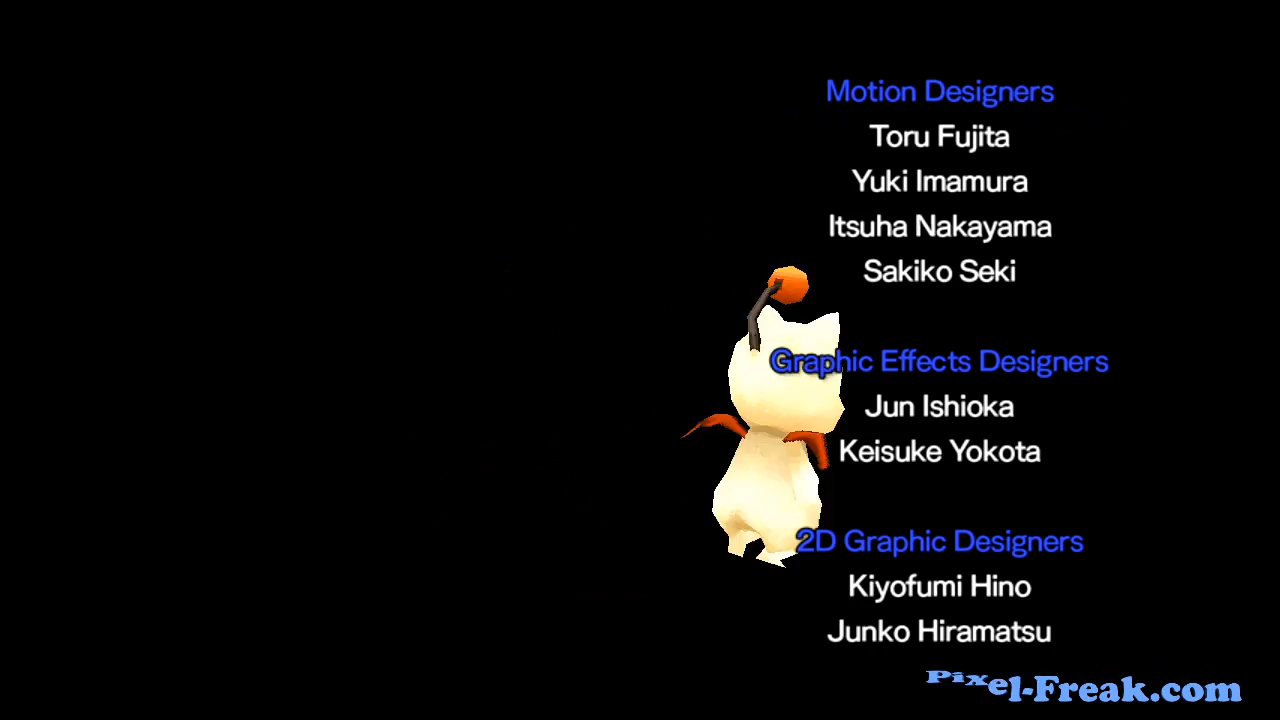 Motion Designers
Toru Fujita
Yuki Imamura
Itsuha Nakayama
Sakiko Seki
Graphic Effects Designers
Jun Ishioka
Keisuke Yokota
2D Graphic Designers
Kiyofumi Hino
Junko Hiramatsu
Pixel-Freak.com